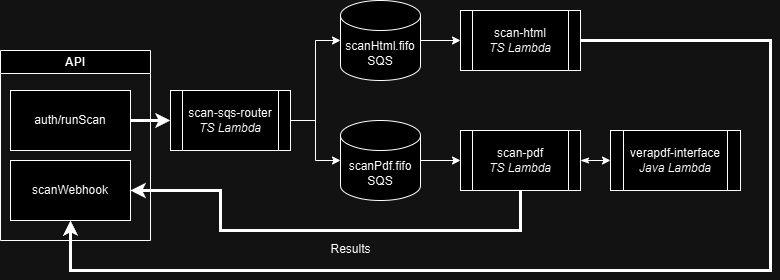 API
auth/runScan
scanWebhook
scan-sqs-router
TS Lambda
scanHtml.fifo
SQS
scan-html
TS Lambda
scanPdf.fifo
SQS
scan-pdf
TS Lambda
verapdf-interface
Java Lambda
Results